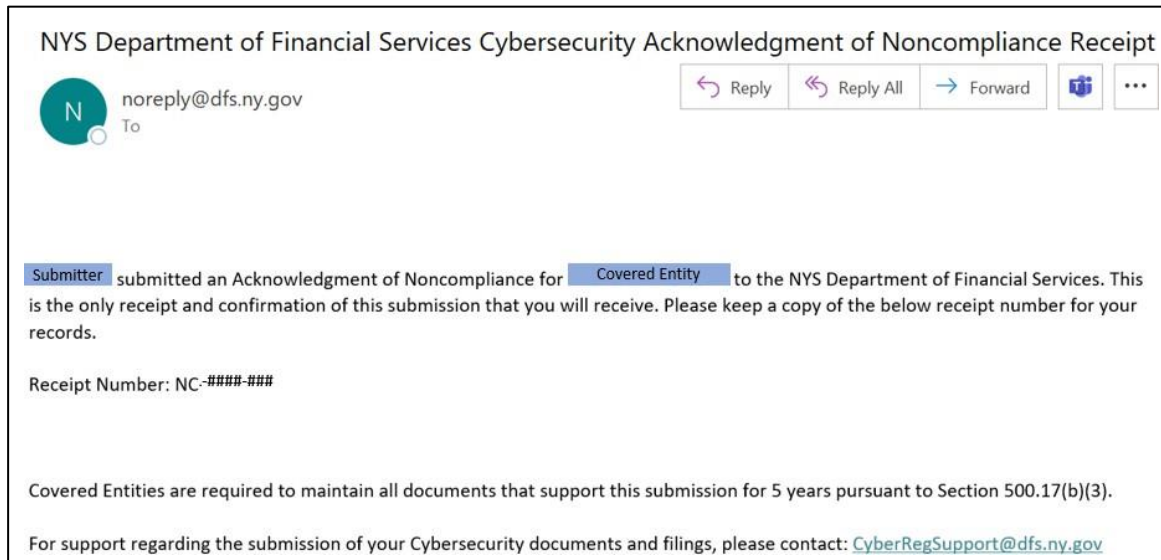 NYS Department of Financial Services Cybersecurity Acknowledgment of Noncompliance Receipt
N
noreply@dfs.ny.gov
To
Reply
Reply All
Forward
...
Submitter submitted an Acknowledgment of Noncompliance for Covered Entity to the NYS Department of Financial Services. This
is the only receipt and confirmation of this submission that you will receive. Please keep a copy of the below receipt number for your
records.
Receipt Number: NC-####-###
Covered Entities are required to maintain all documents that support this submission for 5 years pursuant to Section 500.17(b)(3).
For support regarding the submission of your Cybersecurity documents and filings, please contact: CyberRegSupport@dfs.ny.gov